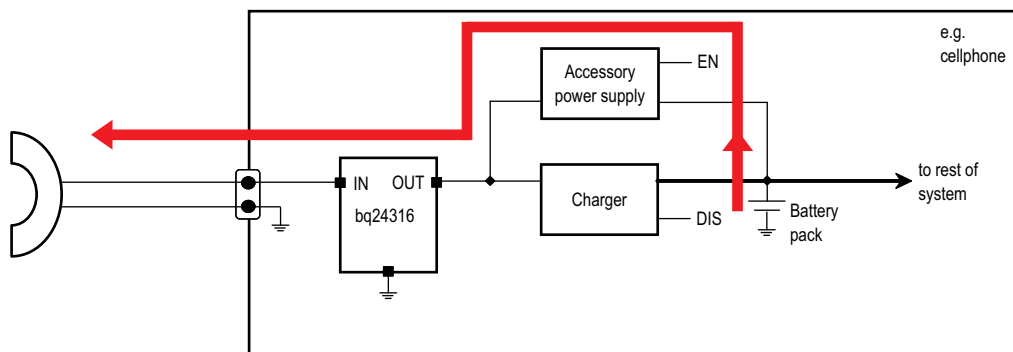 e.g.
cellphone
Accessory
power supply
EN
IN
OUT
bq24316
Charger
DIS
to rest of
system
Battery
pack